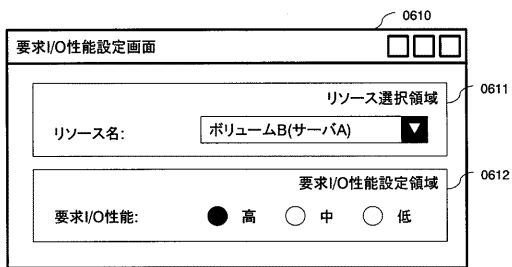 0610
要求I/O性能設定画面
リソース選択領域
0611
リソース名:
ボリュームB(サーバA)
要求I/O性能設定領域
0612
要求I/O性能:
高 中 低